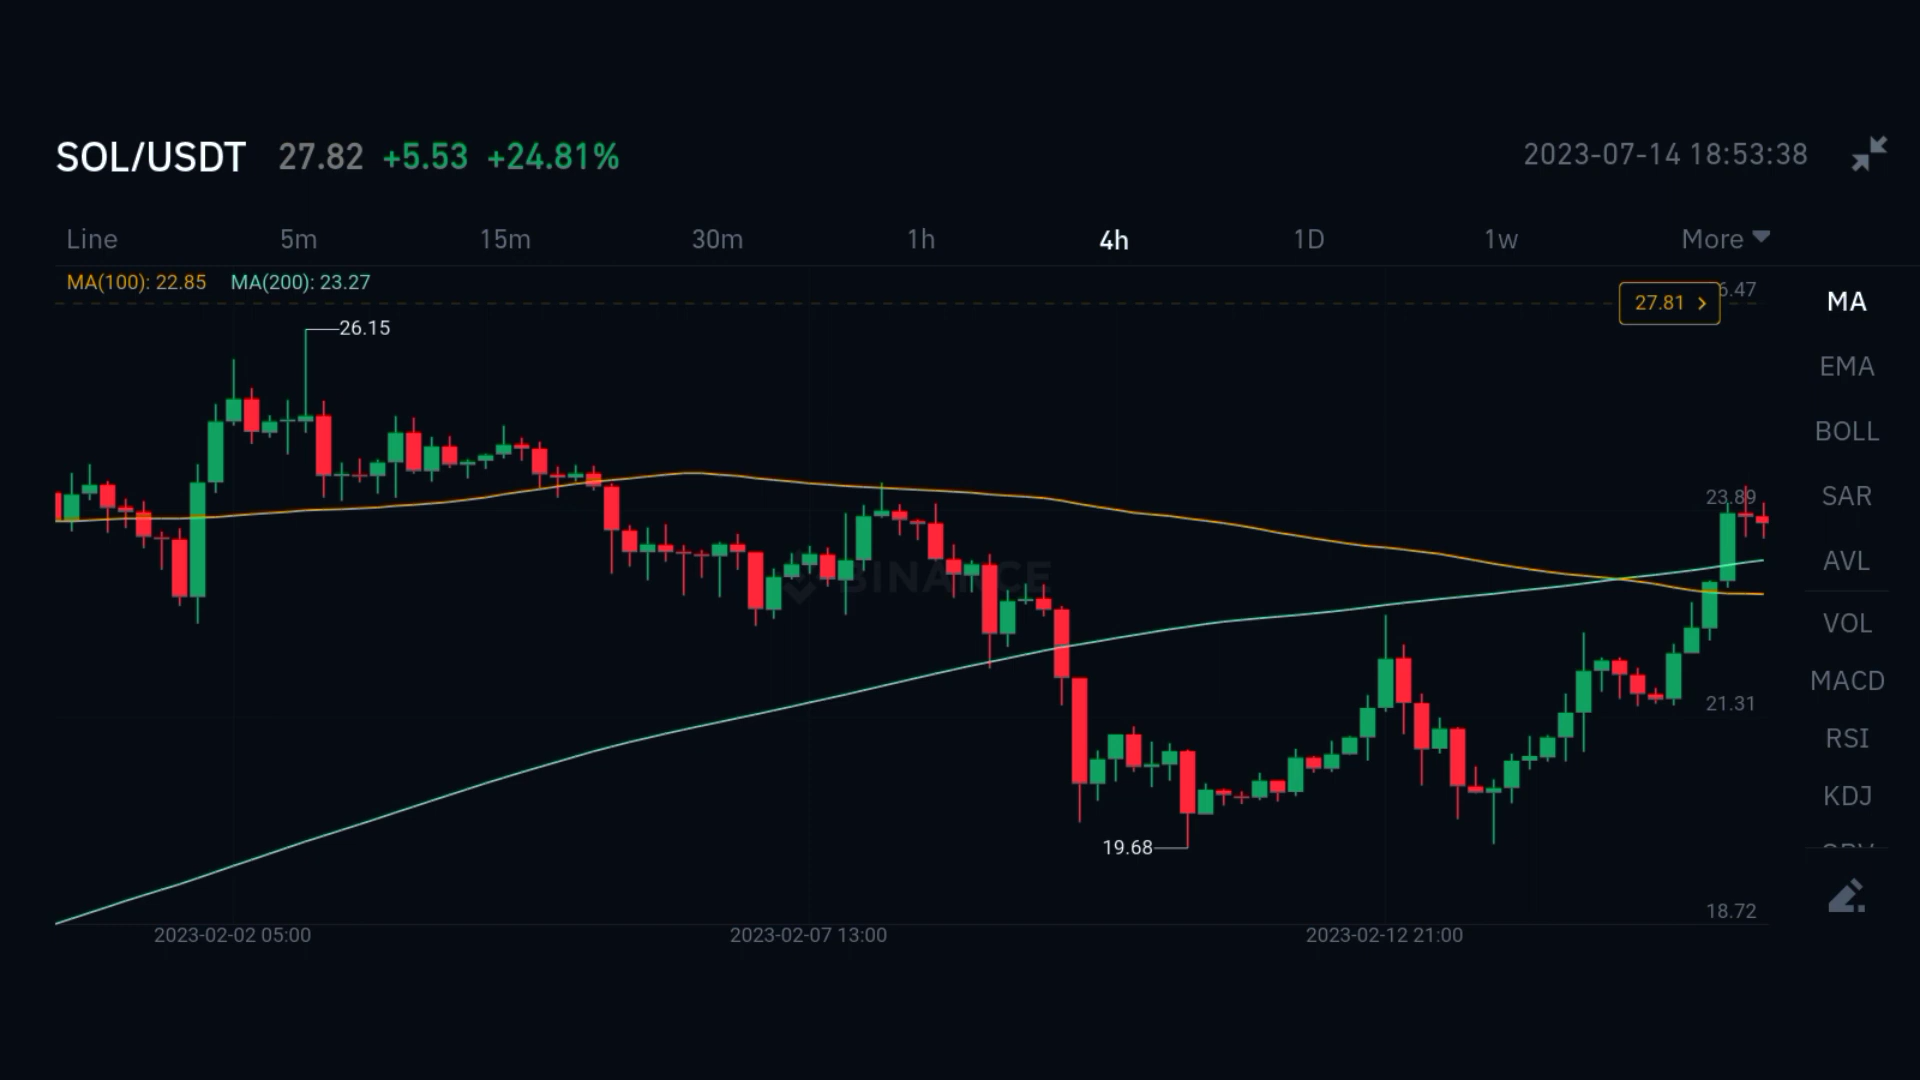 SOL/USDT 27.82 +5.53 +24.81% 2023-07-14 18:53:38
Line 5m 15m 30m 1h 4h 1D 1w More
MA(100): 22.85 MA(200): 23.27
27.81 6.47
MA
26.15
EMA
BOLL
23.89
SAR
AVL
BINANCE
VOL
MACD
21.31
RSI
KDJ
19.68
18.72
2023-02-02 05:00 2023-02-07 13:00 2023-02-12 21:00